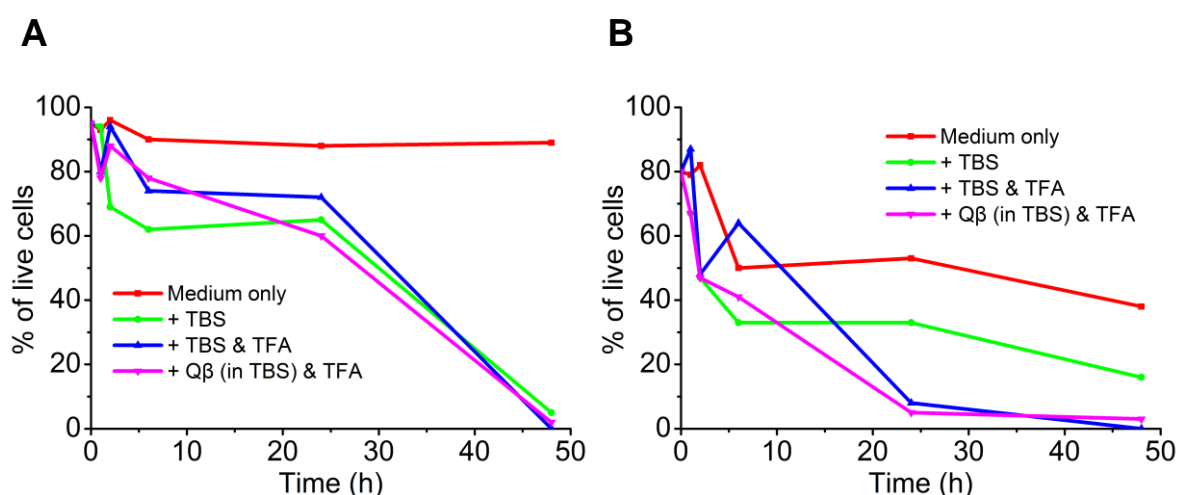 A
100
80
60
40
20
0
% of live cells
Medium only
+ TBS
+ TBS & TFA
+ Qβ (in TBS) & TFA
0 10 20 30 40 50
Time (h)
B
100
80
60
40
20
0
% of live cells
Medium only
+ TBS
+ TBS & TFA
+ Qβ (in TBS) & TFA
0 10 20 30 40 50
Time (h)